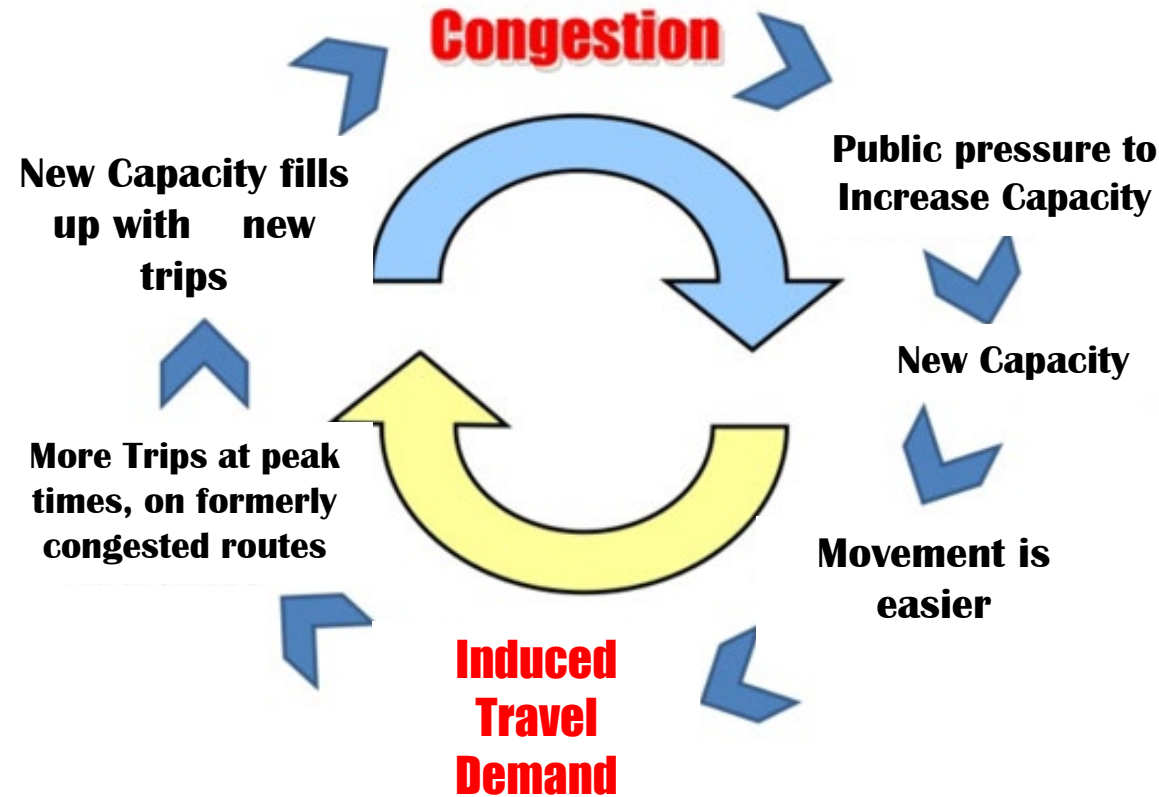 Congestion
Public pressure to
Increase Capacity
New Capacity
Movement is
easier
Induced
Travel
Demand
More Trips at peak
times, on formerly
congested routes
New Capacity fills
up with new
trips